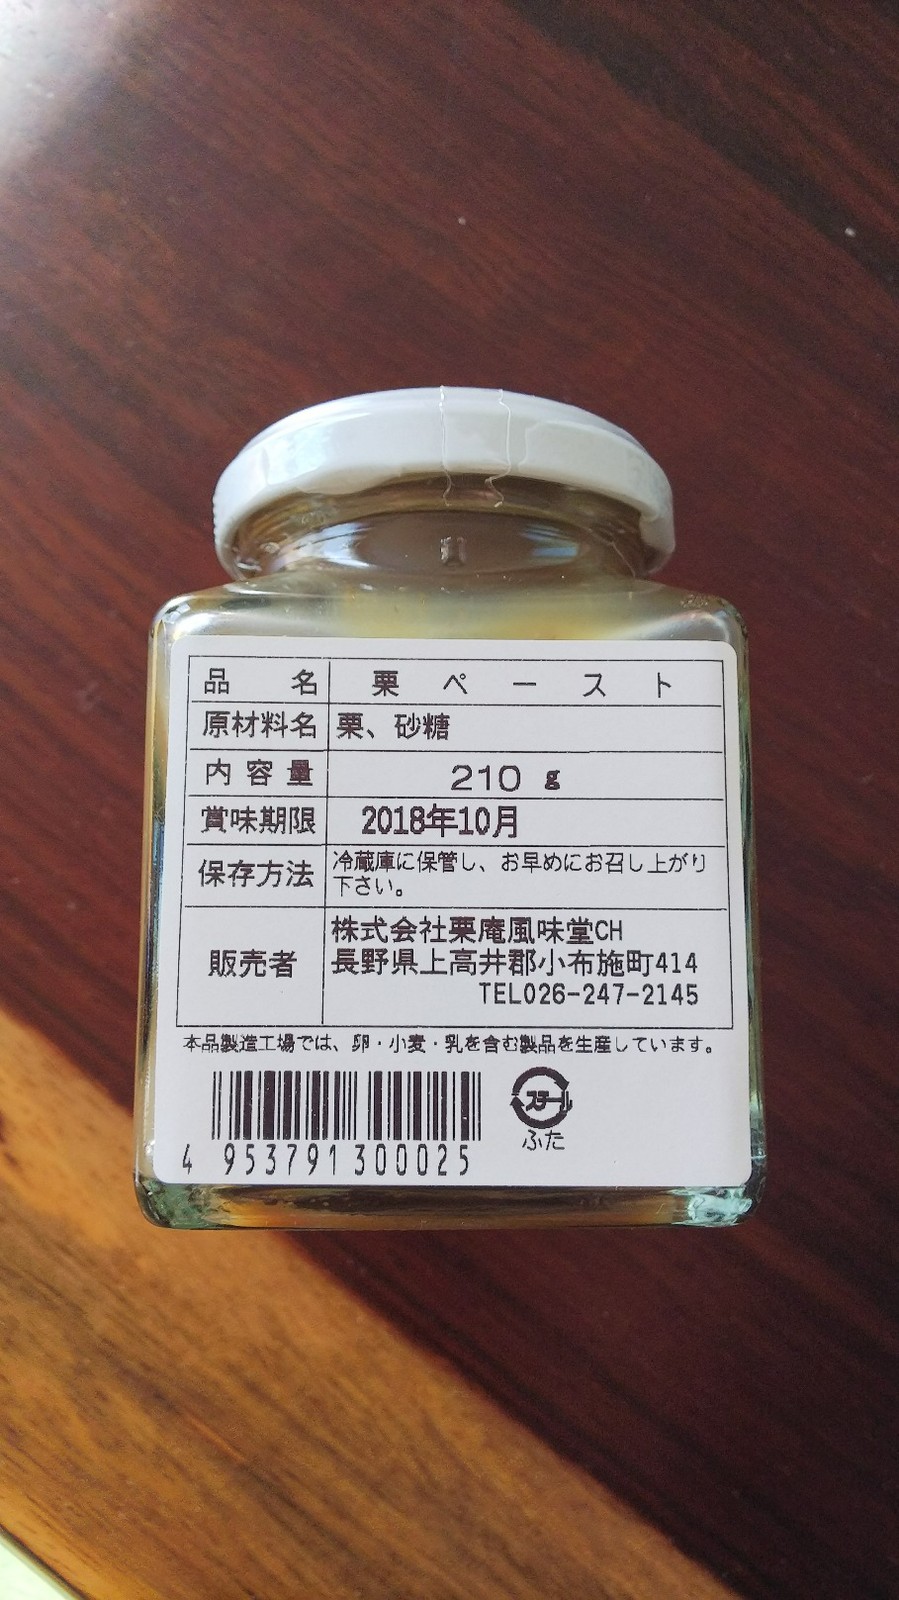 品名 栗ペースト
原材料名 栗、砂糖
内容量 210 g
賞味期限 2018年10月
保存方法 冷蔵庫に保管し、お早めにお召し上がり
下さい。
販売者 株式会社栗庵風味堂CH
長野県上高井郡小布施町414
TEL026-247-2145
本品製造工場では、卵・小麦・乳を含む製品を生産しています。
4 953791 300025
スチール
ふた